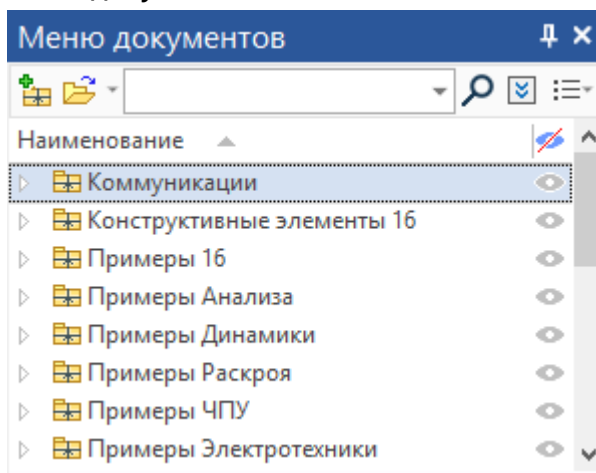 Меню документов
Наименование
Коммуникации
Конструктивные элементы 16
Примеры 16
Примеры Анализа
Примеры Динамики
Примеры Раскроя
Примеры ЧПУ
Примеры Электротехники